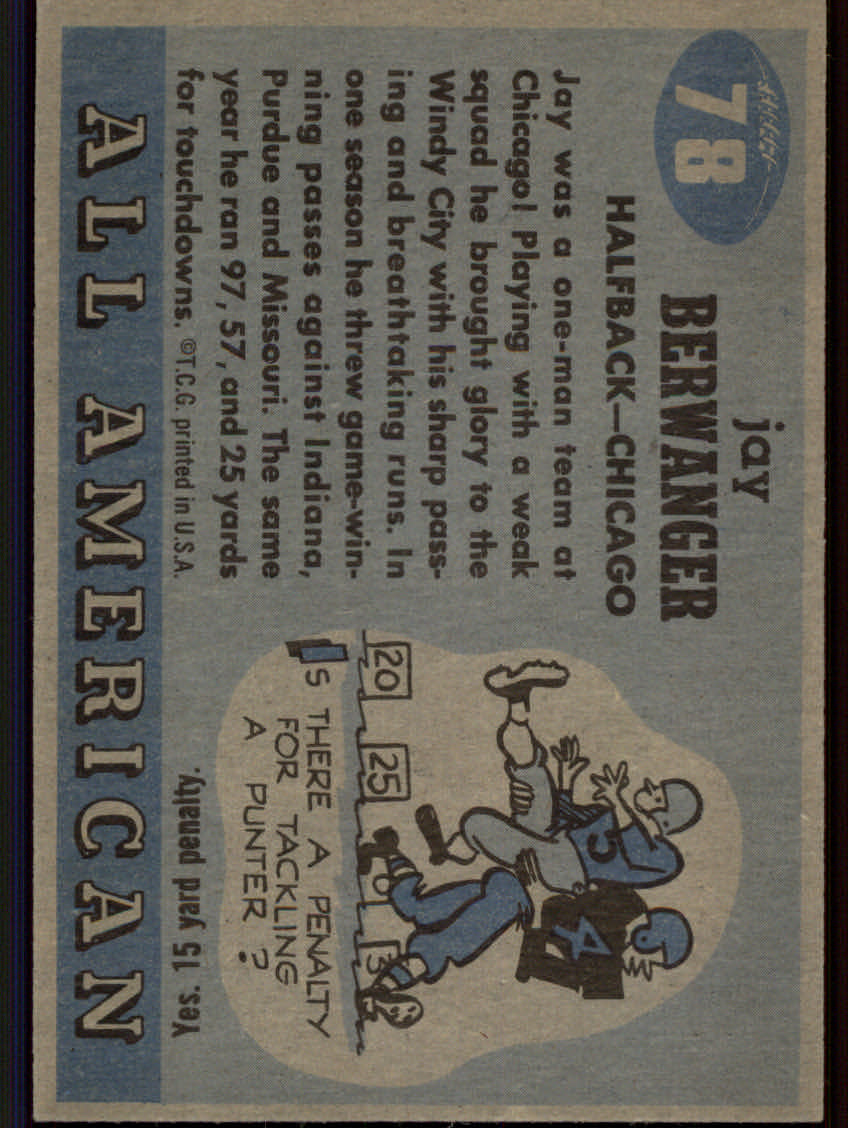 78
jay
BERWANGER
HALFBACK—CHICAGO
Jay was a one-man team at
Chicago! Playing with a weak
squad he brought glory to the
Windy City with his sharp pass-
ing and breathtaking runs. In
one season he threw game-win-
ning passes against Indiana,
Purdue and Missouri. The same
year he ran 97, 57, and 25 yards
for touchdowns. ©T.C.G. printed in U.S.A.
5
4
20
25
3
IS THERE A PENALTY
FOR TACKLING
A PUNTER?
Yes. 15 yard penalty.
ALL AMERICAN